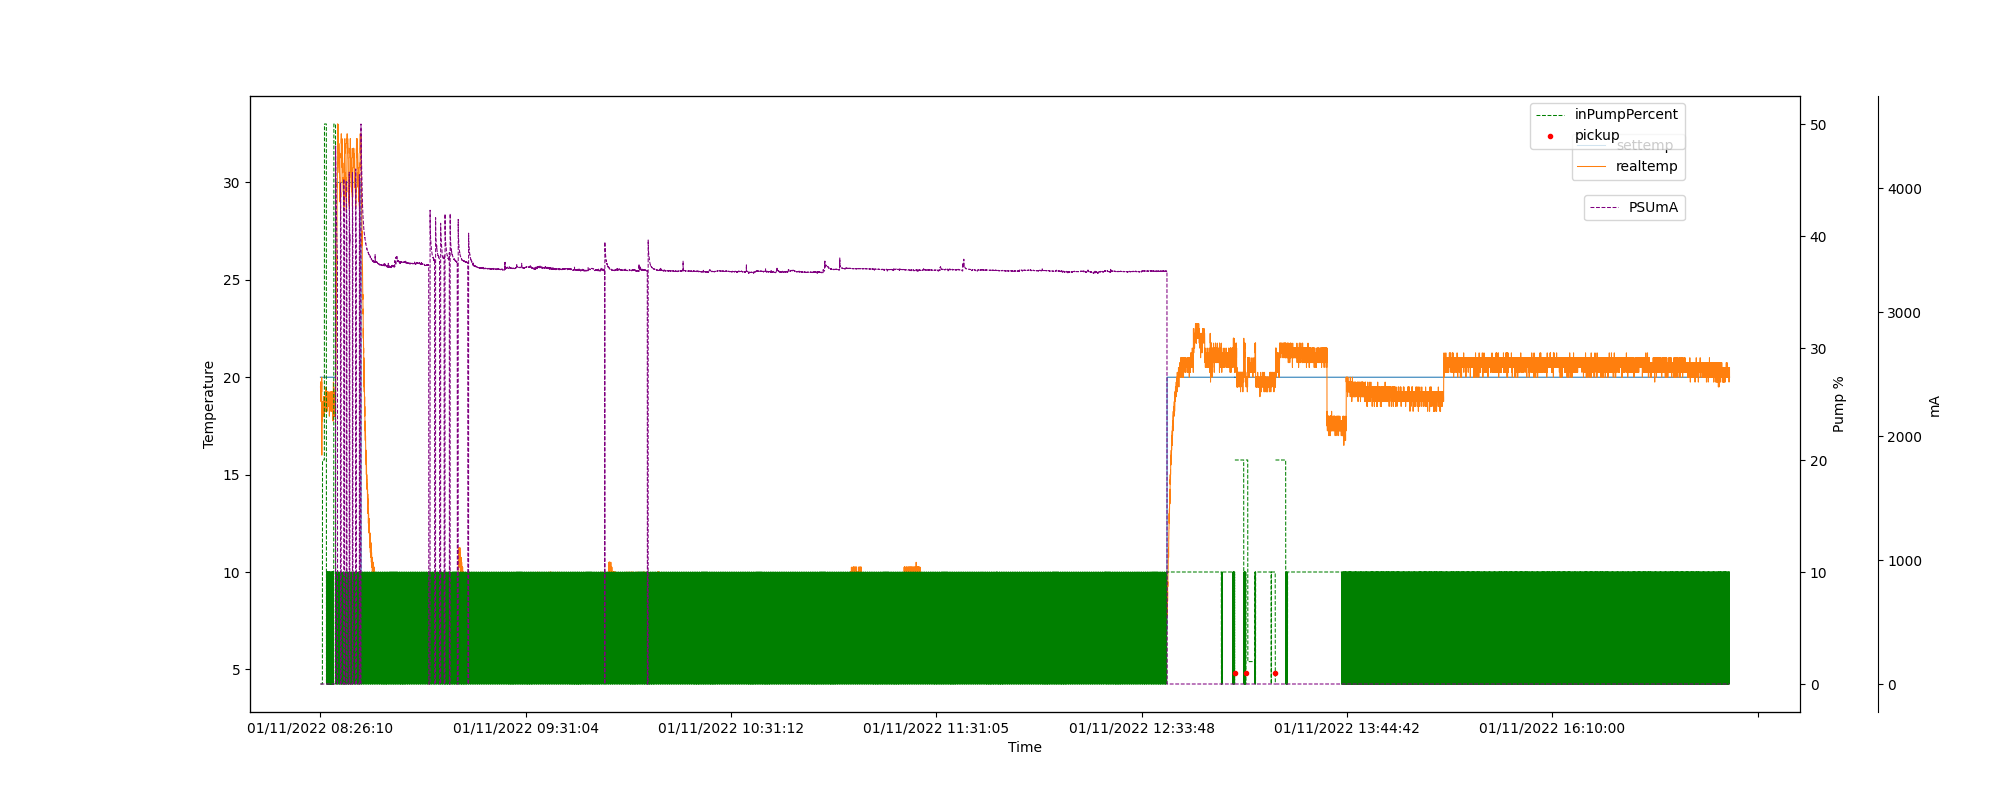 inPumpPercent
pickup
settemp
realtemp
PSUmA
Temperature
30
25
20
15
10
5
50
40
30
20
10
0
Pump %
4000
3000
2000
1000
0
mA
01/11/2022 08:26:10
01/11/2022 09:31:04
01/11/2022 10:31:12
01/11/2022 11:31:05
01/11/2022 12:33:48
01/11/2022 13:44:42
01/11/2022 16:10:00
Time